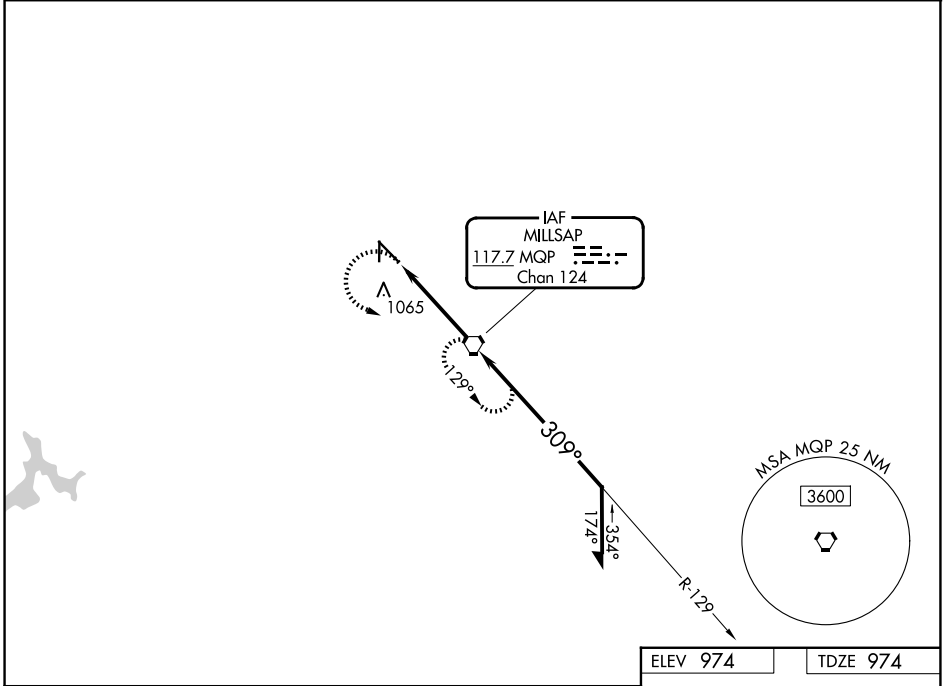 IAF
MILLSAP
117.7 MQP
Chan 124
1065
129°
309°
174°
354°
R-129
MSA MQP 25 NM
3600
ELEV 974
TDZE 974